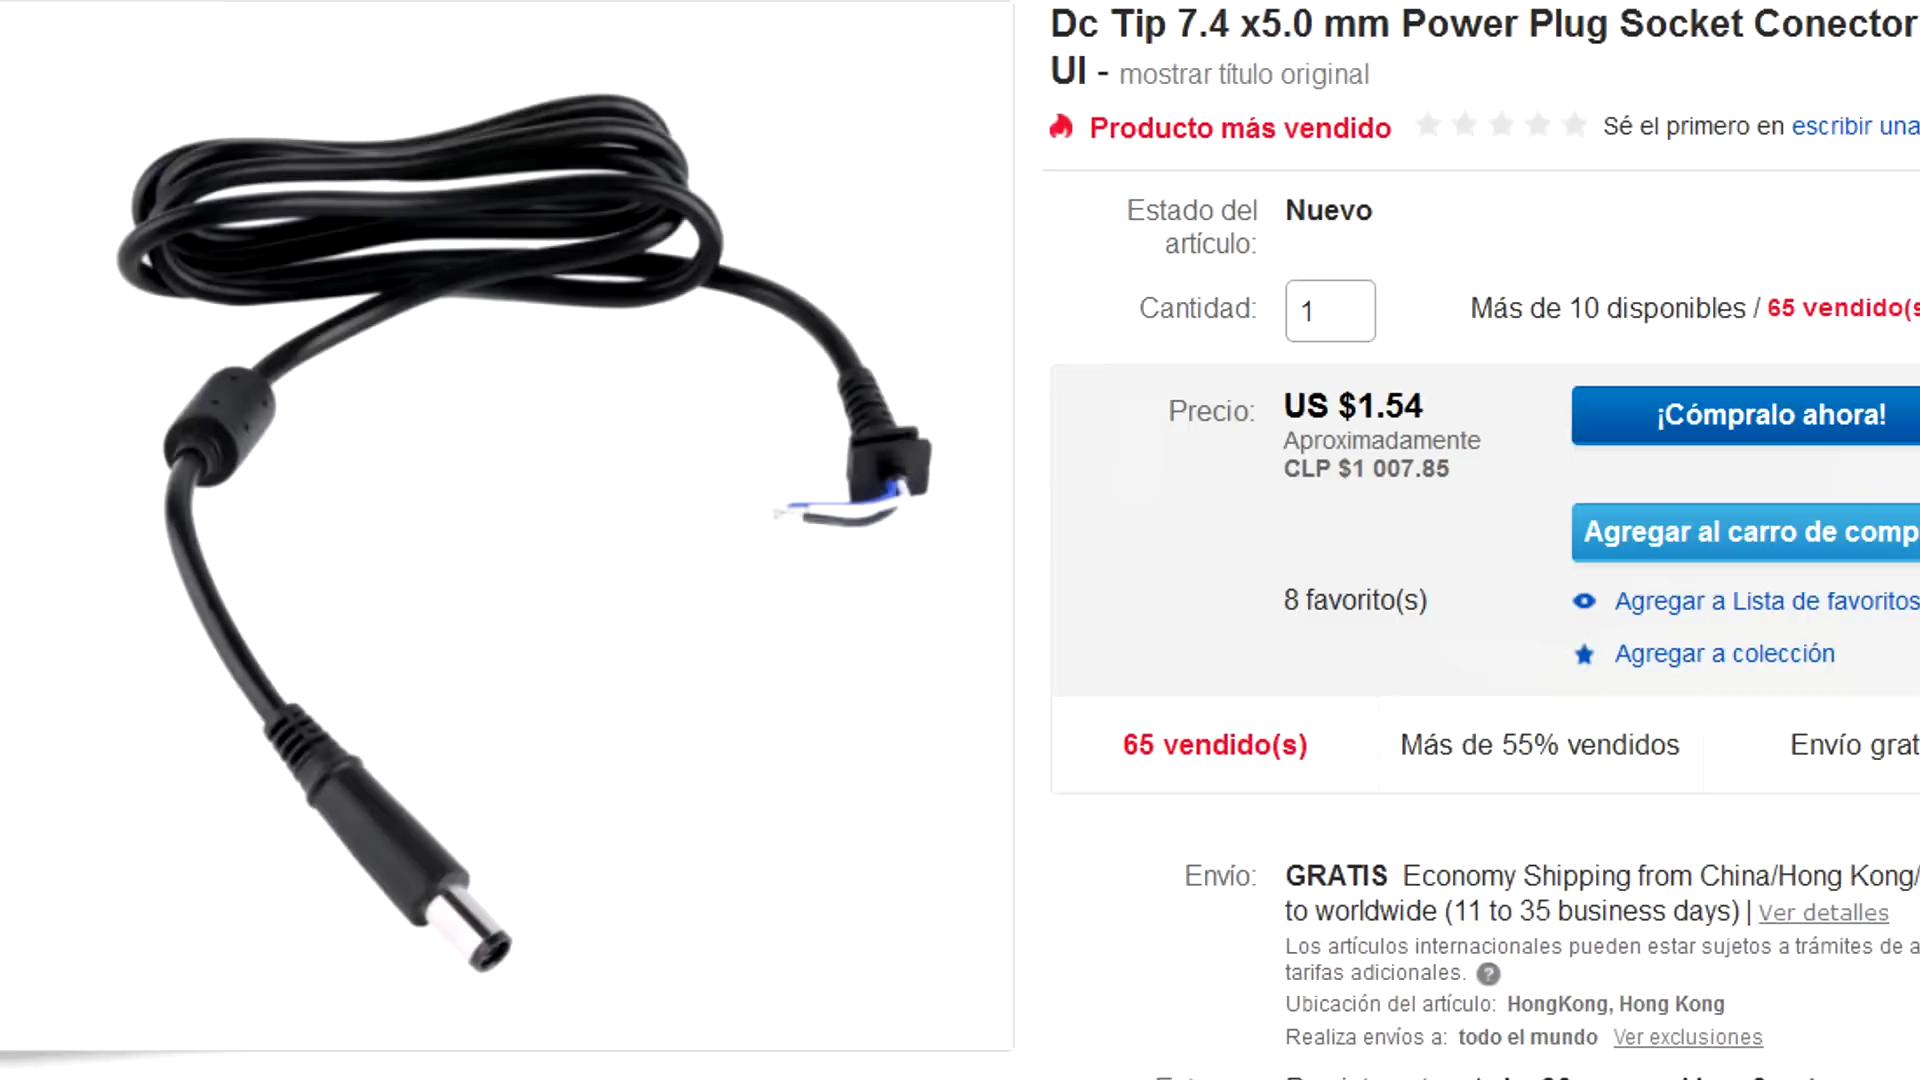 Dc Tip 7.4 x5.0 mm Power Plug Socket Conector
UI - mostrar título original
Producto más vendido Sé el primero en escribir una
Estado del artículo: Nuevo
Cantidad: 1 Más de 10 disponibles / 65 vendido(s
Precio: US $1.54 ¡Cómpralo ahora!
Aproximadamente
CLP $1 007.85
Agregar al carro de comp
8 favorito(s) Agregar a Lista de favoritos
Agregar a colección
65 vendido(s) Más de 55% vendidos Envío grat
Envío: GRATIS Economy Shipping from China/Hong Kong/
to worldwide (11 to 35 business days) | Ver detalles
Los artículos internacionales pueden estar sujetos a trámites de a
tarifas adicionales. ?
Ubicación del artículo: HongKong, Hong Kong
Realiza envíos a: todo el mundo Ver exclusiones